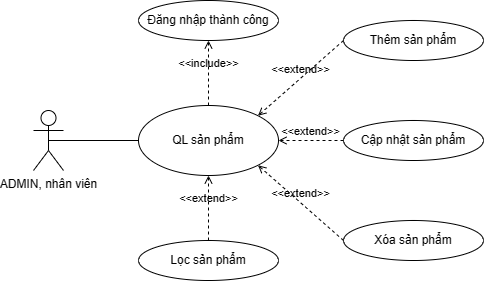 Đăng nhập thành công
Thêm sản phẩm
<<include>>
<<extend>>
QL sản phẩm
<<extend>>
Cập nhật sản phẩm
ADMIN, nhân viên
<<extend>>
<<extend>>
Xóa sản phẩm
Lọc sản phẩm